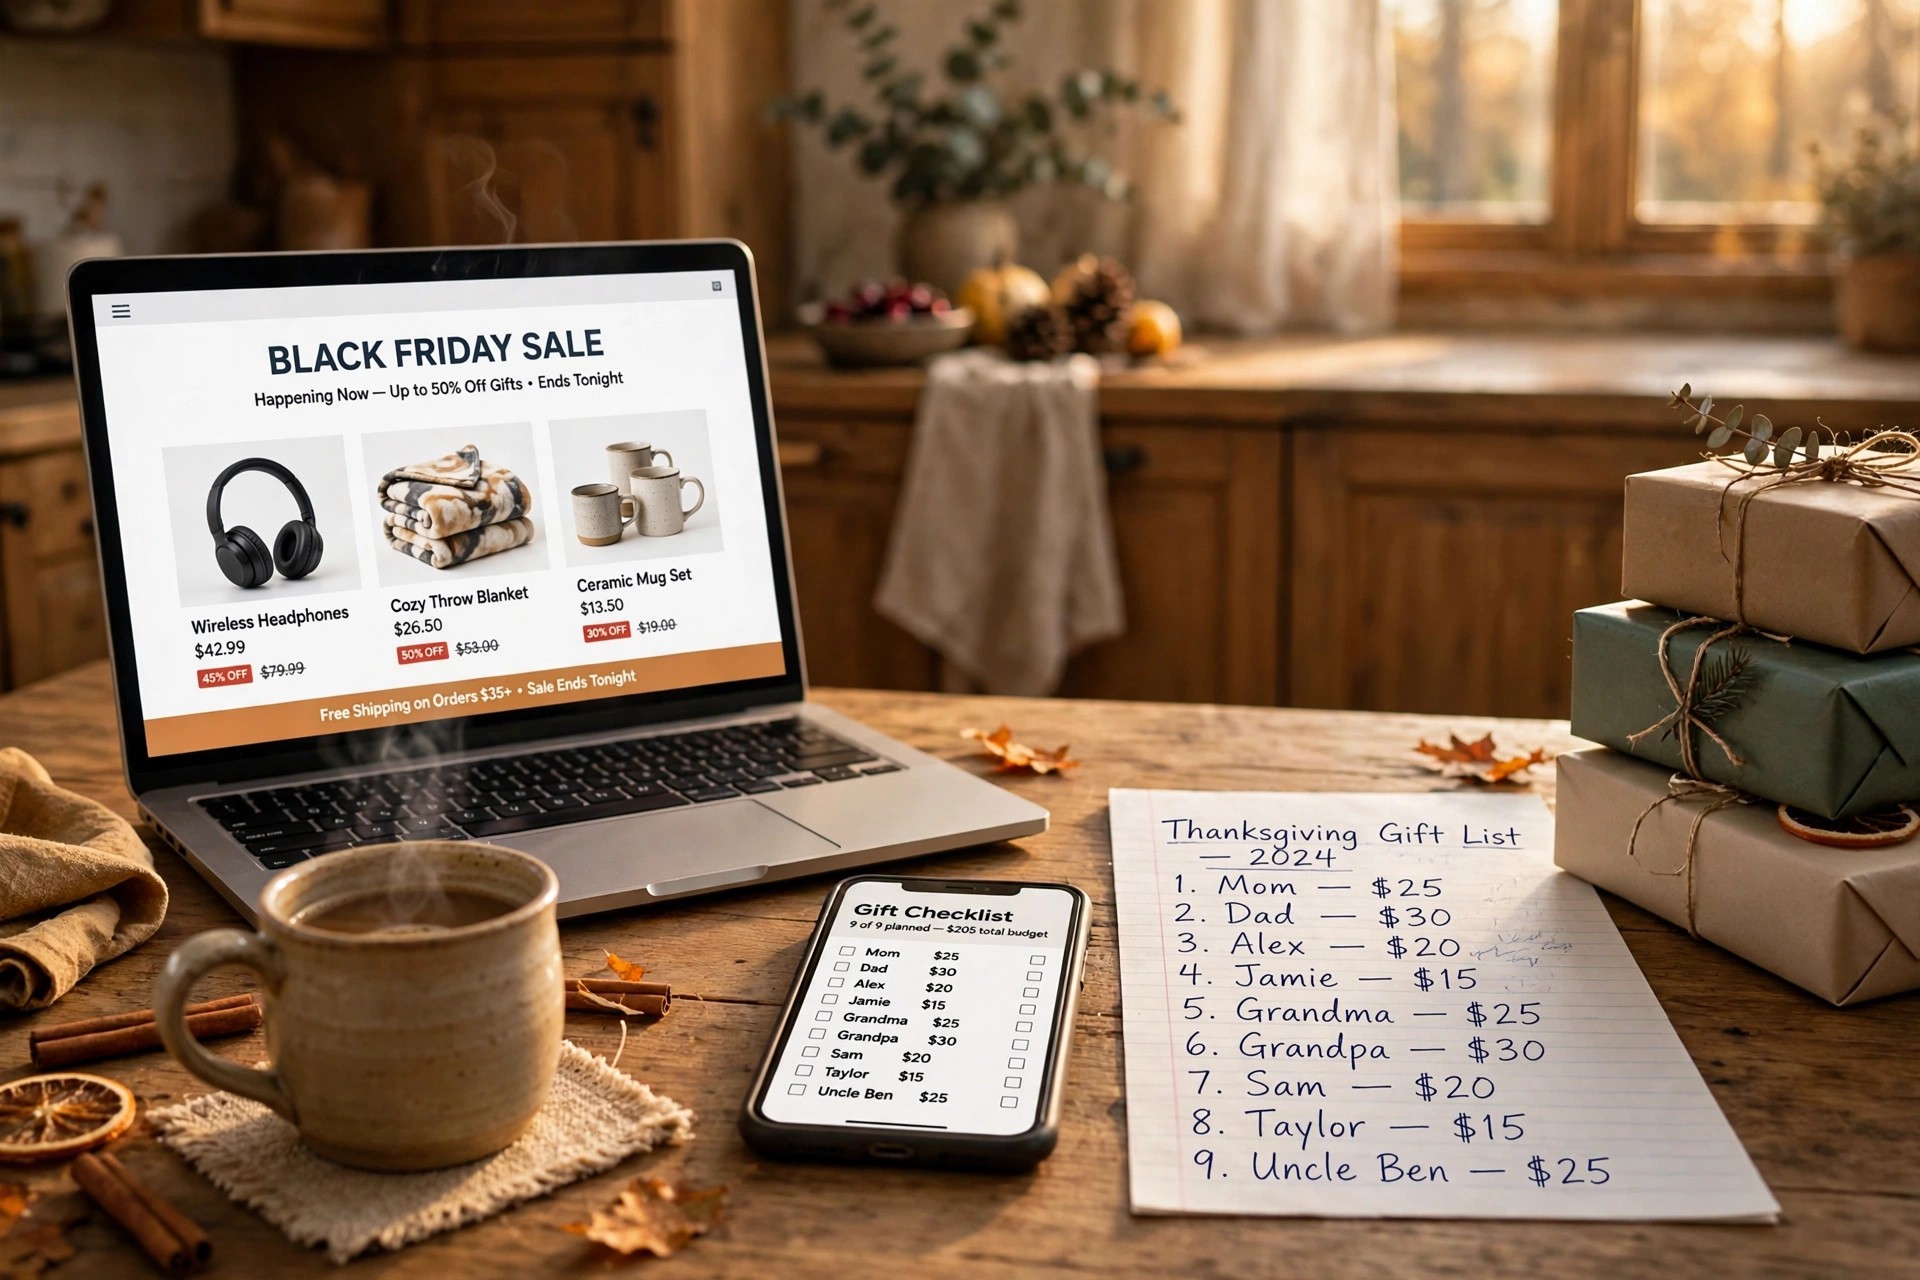 BLACK FRIDAY SALE
Happening Now — Up to 50% Off Gifts • Ends Tonight
Wireless Headphones
$42.99
45% OFF $79.99
Cozy Throw Blanket
$26.50
50% OFF $53.00
Ceramic Mug Set
$13.50
30% OFF $19.00
Free Shipping on Orders $35+ • Sale Ends Tonight
Gift Checklist
9 of 9 planned — $205 total budget
Mom $25
Dad $30
Alex $20
Jamie $15
Grandma $25
Grandpa $30
Sam $20
Taylor $15
Uncle Ben $25
Thanksgiving Gift List
— 2024
1. Mom — $25
2. Dad — $30
3. Alex — $20
4. Jamie — $15
5. Grandma — $25
6. Grandpa — $30
7. Sam — $20
8. Taylor — $15
9. Uncle Ben — $25